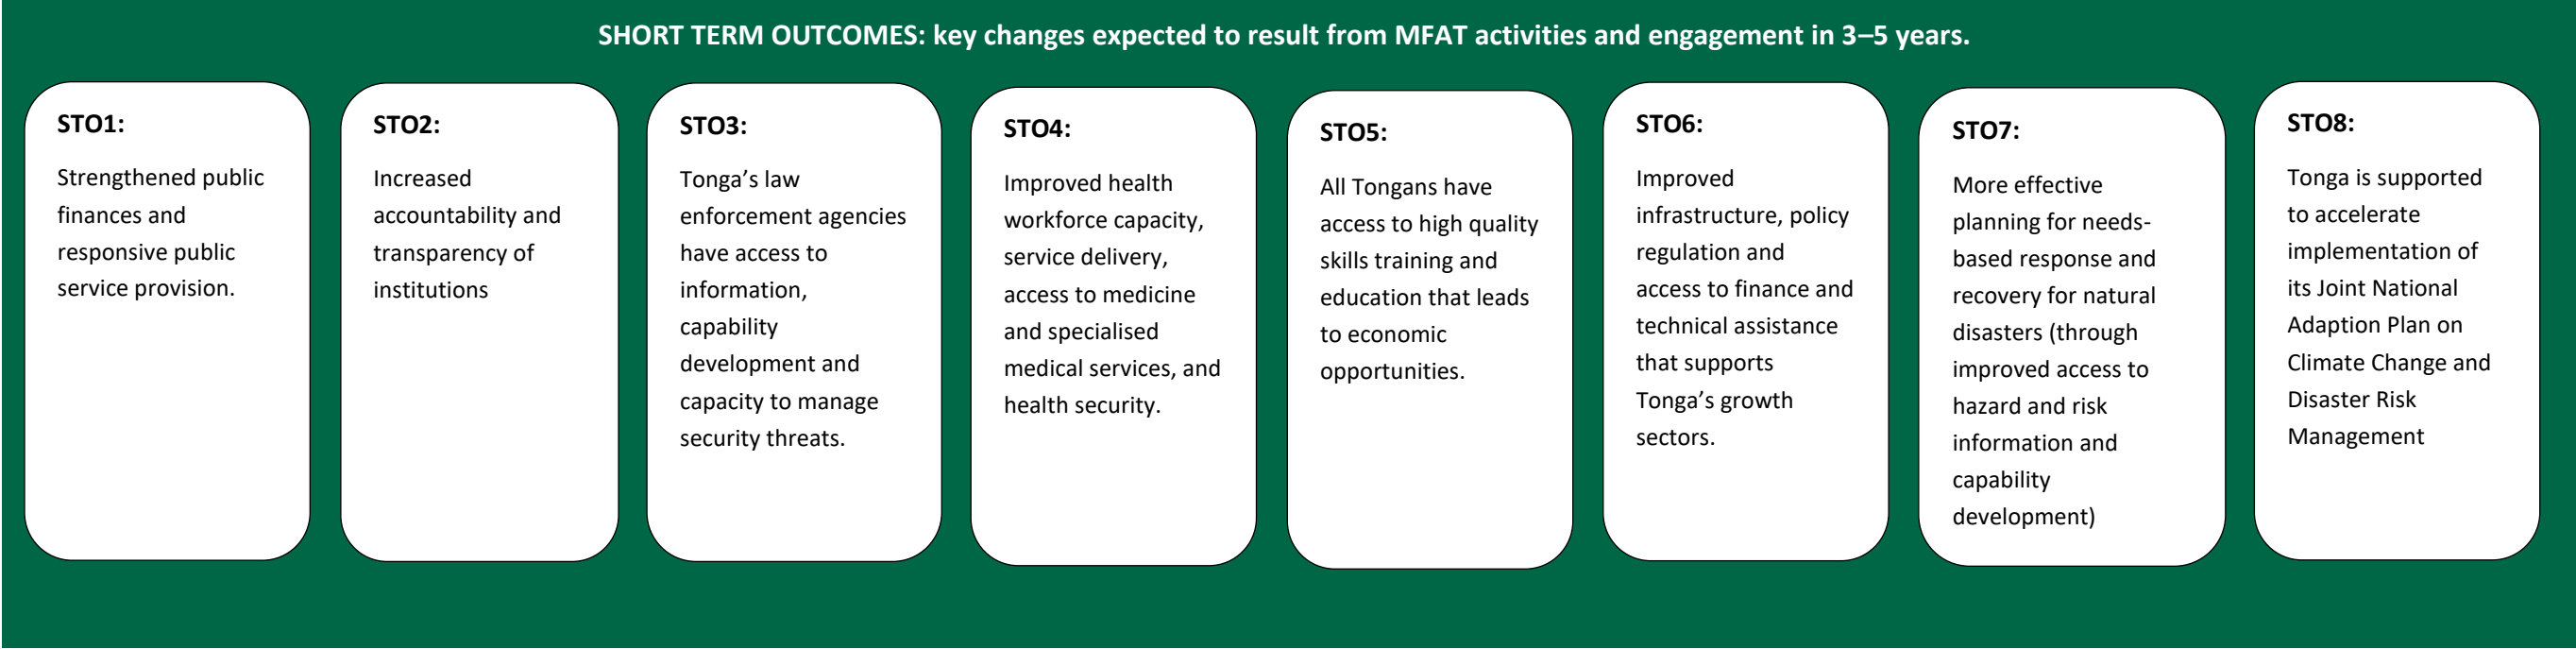 SHORT TERM OUTCOMES: key changes expected to result from MFAT activities and engagement in 3–5 years.
STO1:
Strengthened public
finances and
responsive public
service provision.
STO2:
Increased
accountability and
transparency of
institutions
STO3:
Tonga’s law
enforcement agencies
have access to
information,
capability
development and
capacity to manage
security threats.
STO4:
Improved health
workforce capacity,
service delivery,
access to medicine
and specialised
medical services, and
health security.
STO5:
All Tongans have
access to high quality
skills training and
education that leads
to economic
opportunities.
STO6:
Improved
infrastructure, policy
regulation and
access to finance and
technical assistance
that supports
Tonga’s growth
sectors.
STO7:
More effective
planning for needs-
based response and
recovery for natural
disasters (through
improved access to
hazard and risk
information and
capability
development)
STO8:
Tonga is supported
to accelerate
implementation of
its Joint National
Adaption Plan on
Climate Change and
Disaster Risk
Management